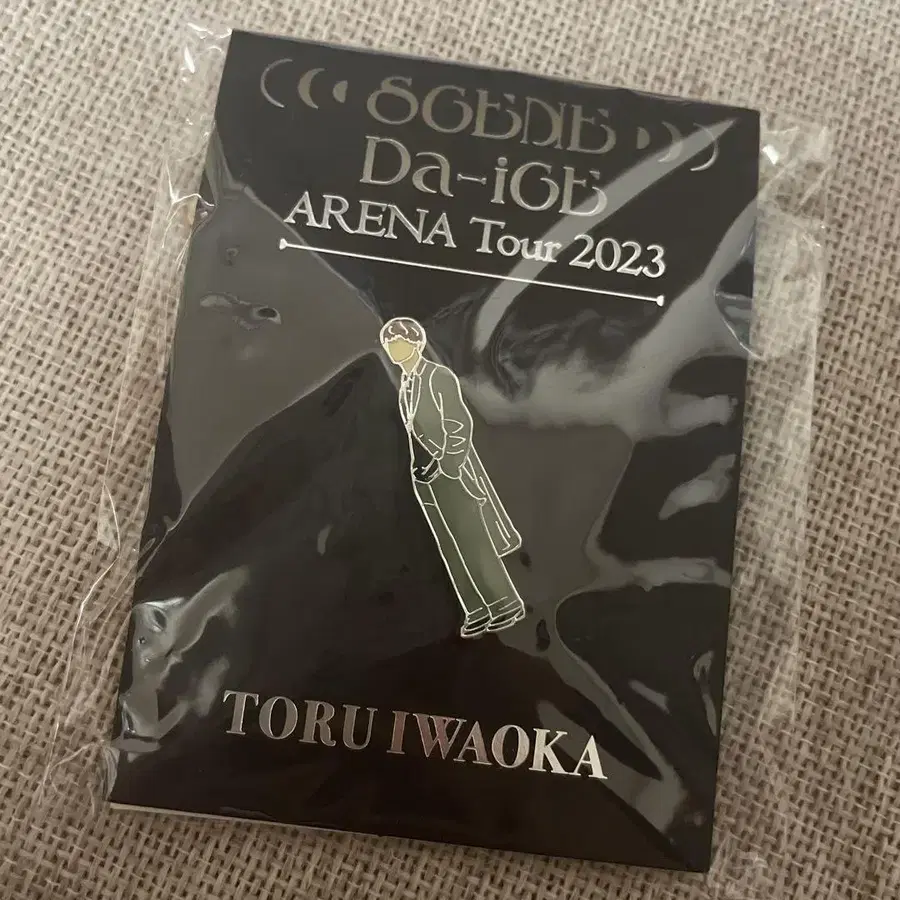 SCENE
Da-iCE
ARENA Tour 2023
TORU IWAOKA